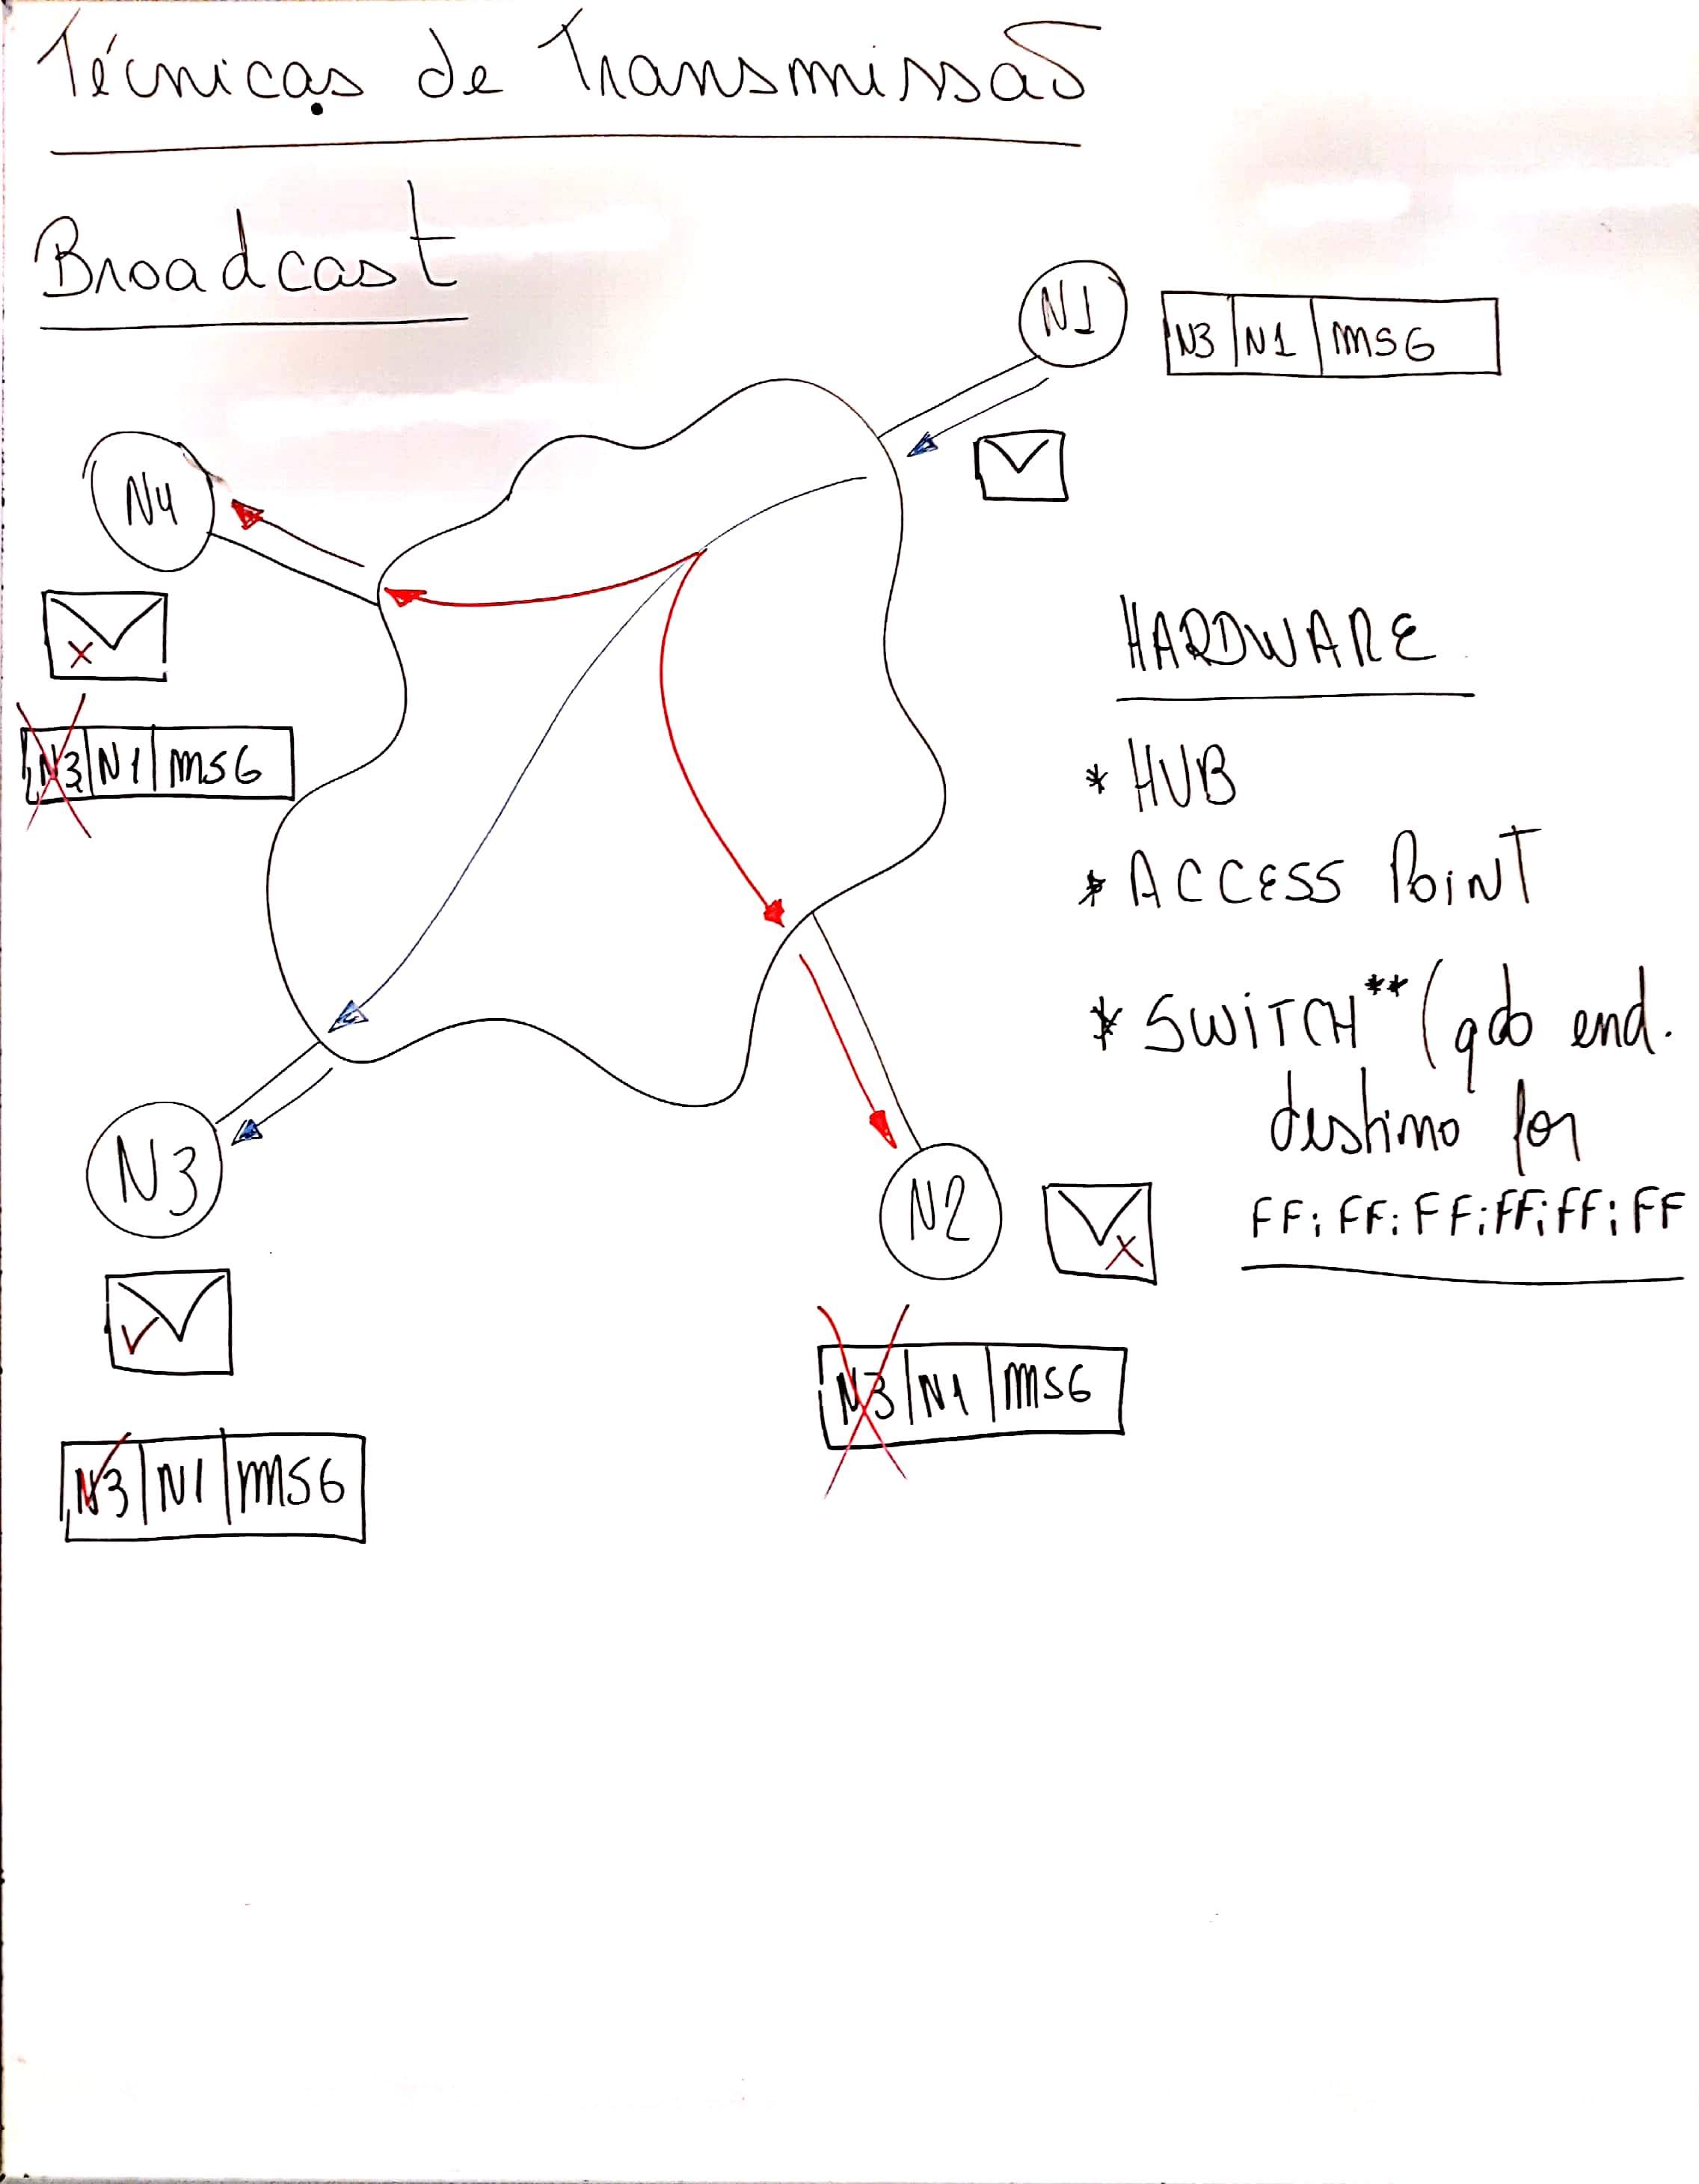 Técnicas de Transmissão
Broadcast
N1
N3 N1 MSG
N4
HARDWARE
N3 N1 MSG
* HUB
* ACCESS POINT
* SWITCH** (qdo end.
destino for
FF:FF:FF:FF:FF:FF
N3
N2
N3 N1 MSG
N3 N1 MSG